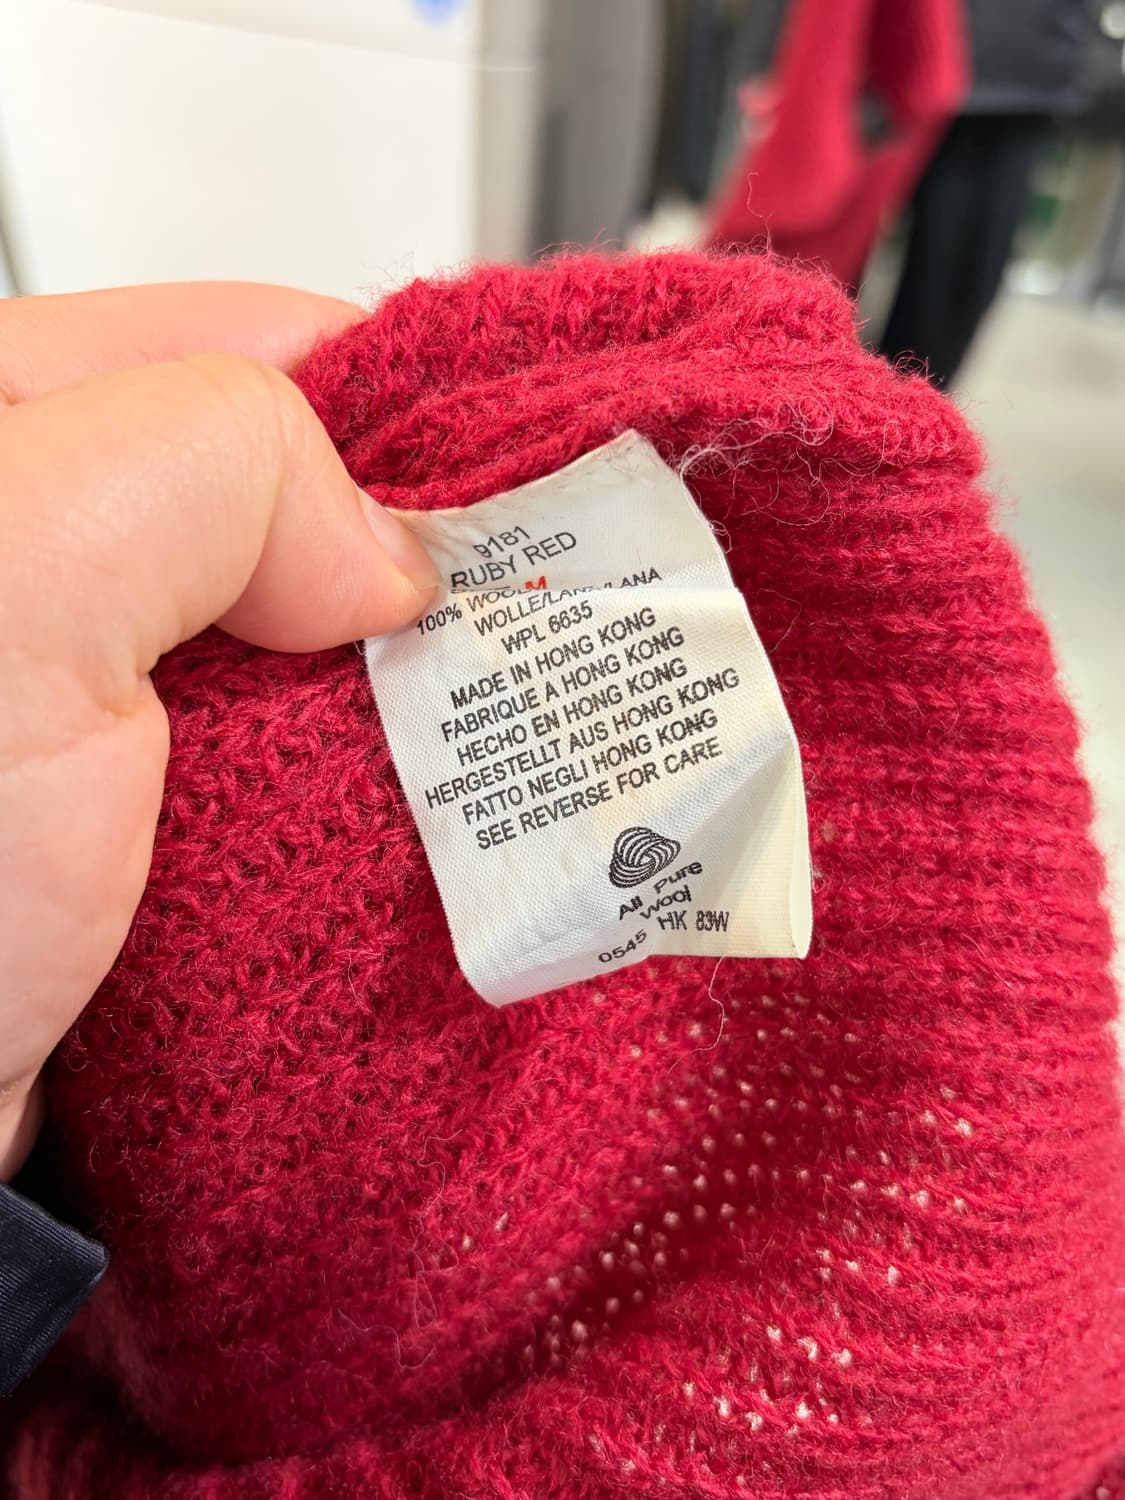 9181
RUBY RED
M
100% WOOL
WOLLE/LANA/LANA
WPL 6635
MADE IN HONG KONG
FABRIQUE A HONG KONG
HECHO EN HONG KONG
HERGESTELLT AUS HONG KONG
FATTO NEGLI HONG KONG
SEE REVERSE FOR CARE
All Pure
Wool
0545 HK 83W